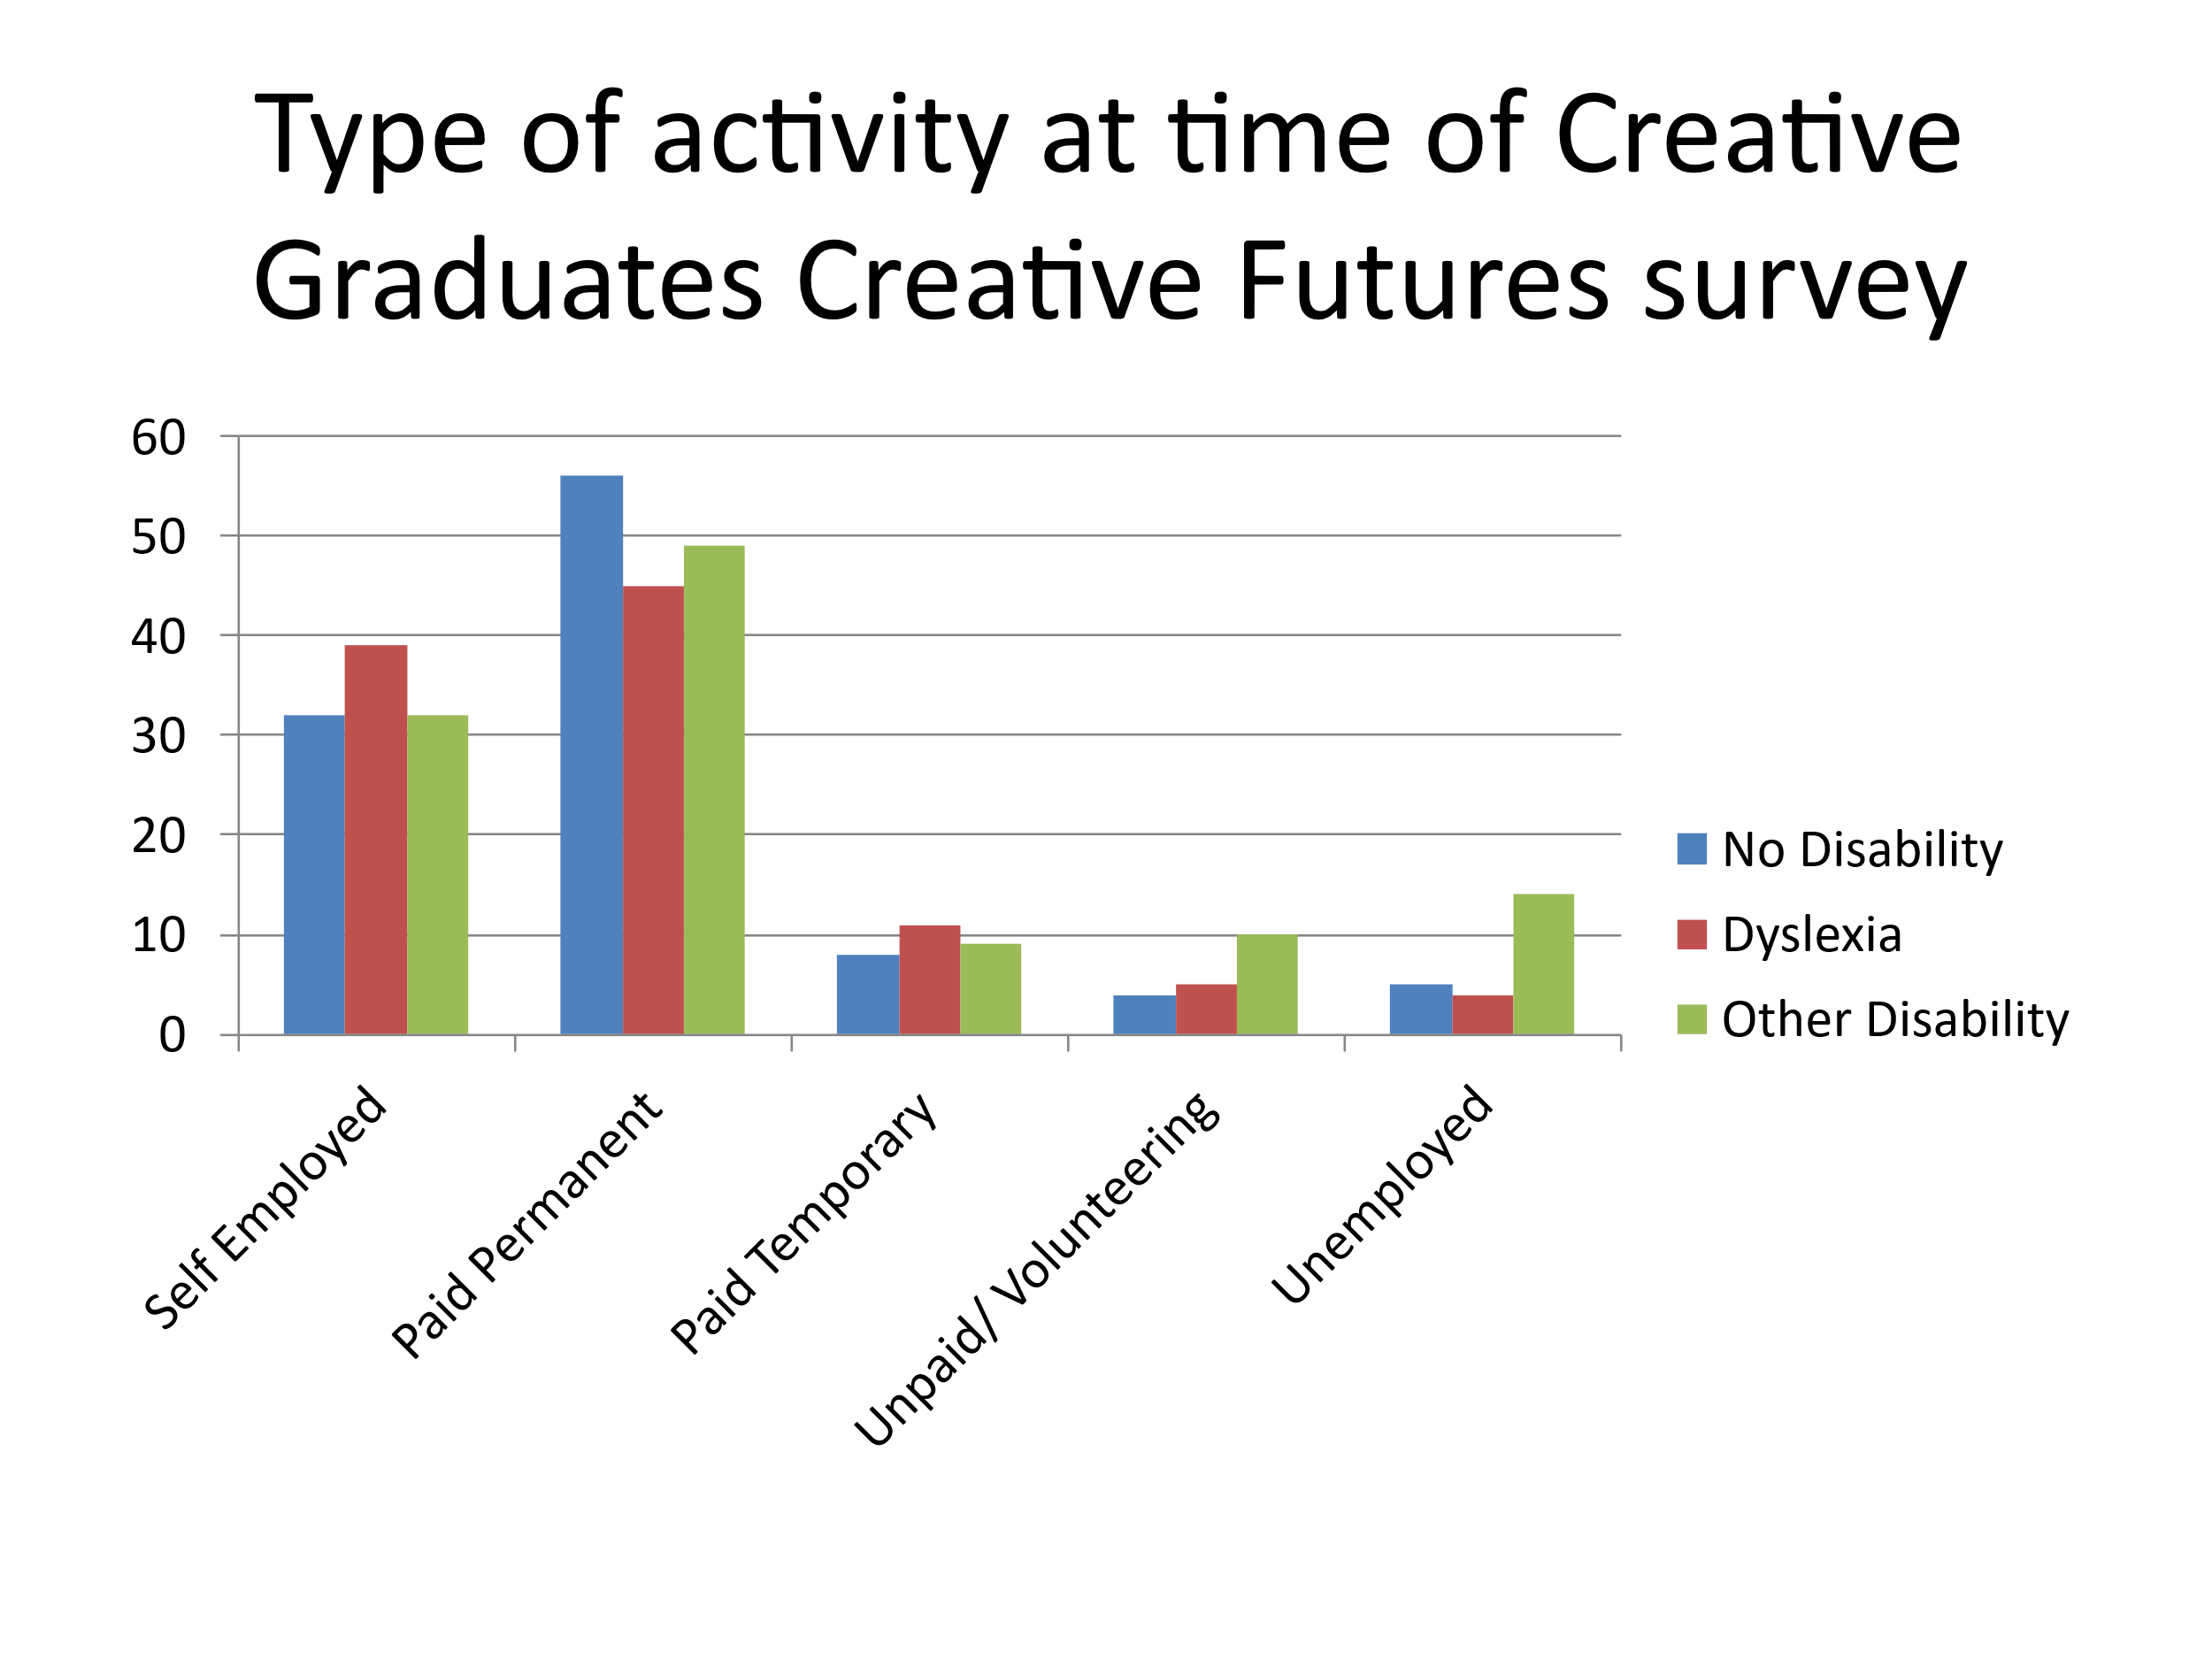 Type of activity at time of Creative
Graduates Creative Futures survey
60
50
40
30
20
10
0
No Disability
Dyslexia
Other Disability
Self Employed
Paid Permanent
Paid Temporary
Unpaid/ Volunteering
Unemployed